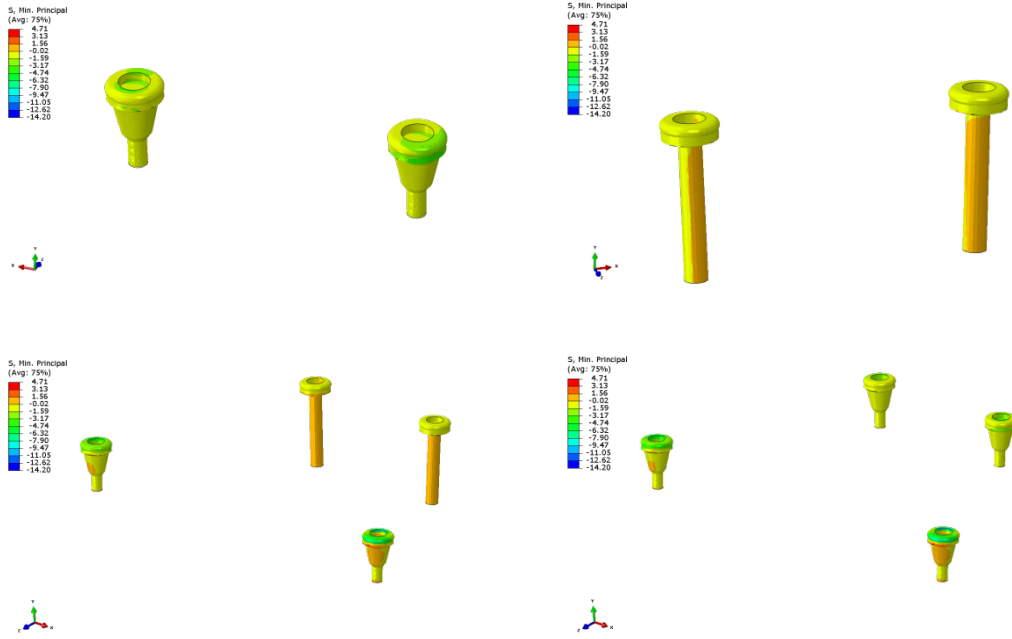 S, Min. Principal
(Avg: 75%)
4.71
3.13
1.56
-0.02
-1.59
-3.17
-4.74
-6.32
-7.90
-9.47
-11.05
-12.62
-14.20
Y
X
Z
S, Min. Principal
(Avg: 75%)
4.71
3.13
1.56
-0.02
-1.59
-3.17
-4.74
-6.32
-7.90
-9.47
-11.05
-12.62
-14.20
Y
X
Z
S, Min. Principal
(Avg: 75%)
4.71
3.13
1.56
-0.02
-1.59
-3.17
-4.74
-6.32
-7.90
-9.47
-11.05
-12.62
-14.20
Y
Z
X
S, Min. Principal
(Avg: 75%)
4.71
3.13
1.56
-0.02
-1.59
-3.17
-4.74
-6.32
-7.90
-9.47
-11.05
-12.62
-14.20
Y
Z
X